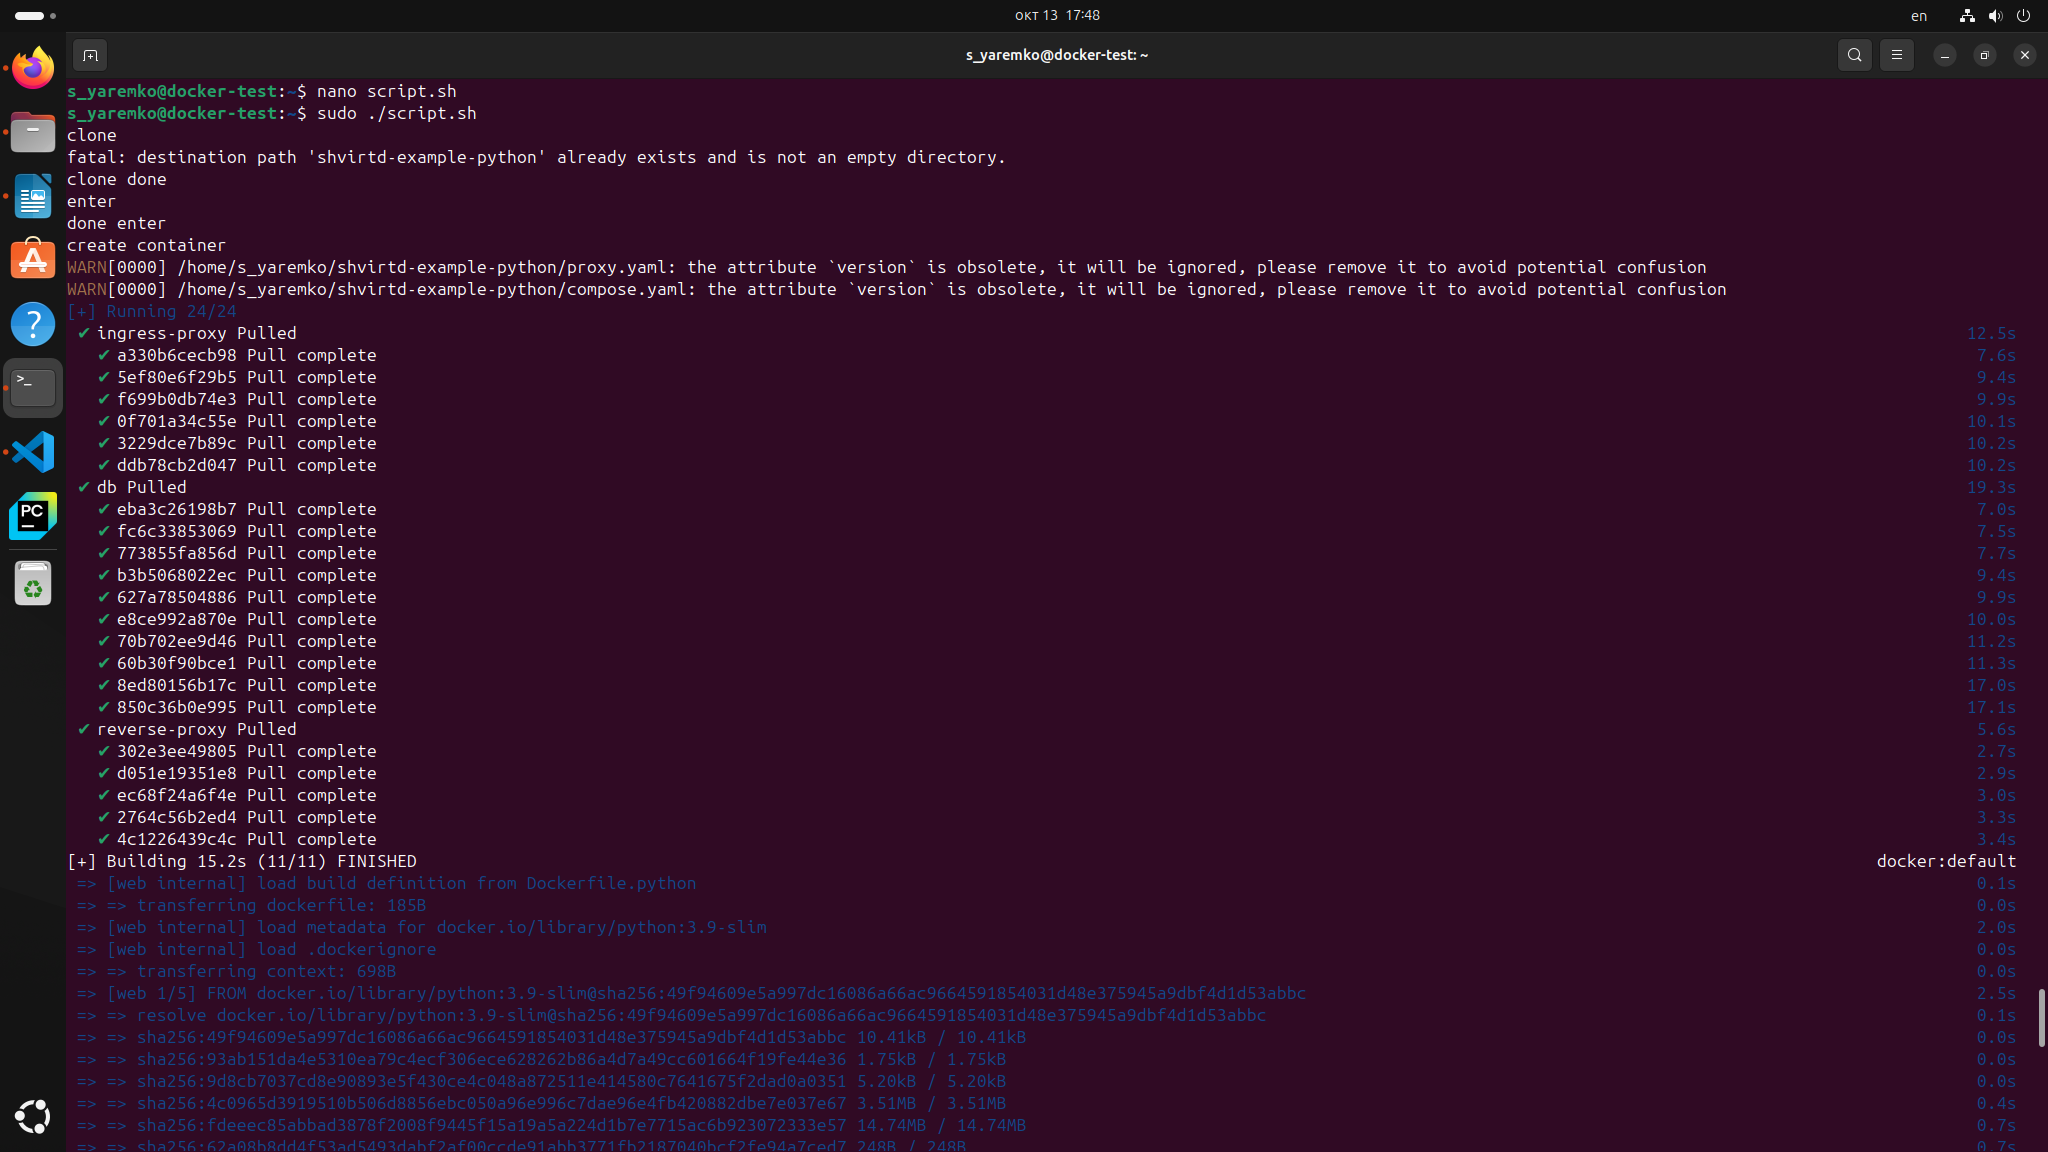 окт 13 17:48
en
s_yaremko@docker-test: ~
s_yaremko@docker-test:~$ nano script.sh
s_yaremko@docker-test:~$ sudo ./script.sh
clone
fatal: destination path 'shvirtd-example-python' already exists and is not an empty directory.
clone done
enter
done enter
create container
WARN[0000] /home/s_yaremko/shvirtd-example-python/proxy.yaml: the attribute `version` is obsolete, it will be ignored, please remove it to avoid potential confusion
WARN[0000] /home/s_yaremko/shvirtd-example-python/compose.yaml: the attribute `version` is obsolete, it will be ignored, please remove it to avoid potential confusion
[+] Running 24/24
✔ ingress-proxy Pulled 12.5s
✔ a330b6cecb98 Pull complete 7.6s
✔ 5ef80e6f29b5 Pull complete 9.4s
✔ f699b0db74e3 Pull complete 9.9s
✔ 0f701a34c55e Pull complete 10.1s
✔ 3229dce7b89c Pull complete 10.2s
✔ ddb78cb2d047 Pull complete 10.2s
✔ db Pulled 19.3s
✔ eba3c26198b7 Pull complete 7.0s
✔ fc6c33853069 Pull complete 7.5s
✔ 773855fa856d Pull complete 7.7s
✔ b3b5068022ec Pull complete 9.4s
✔ 627a78504886 Pull complete 9.9s
✔ e8ce992a870e Pull complete 10.0s
✔ 70b702ee9d46 Pull complete 11.2s
✔ 60b30f90bce1 Pull complete 11.3s
✔ 8ed80156b17c Pull complete 17.0s
✔ 850c36b0e995 Pull complete 17.1s
✔ reverse-proxy Pulled 5.6s
✔ 302e3ee49805 Pull complete 2.7s
✔ d051e19351e8 Pull complete 2.9s
✔ ec68f24a6f4e Pull complete 3.0s
✔ 2764c56b2ed4 Pull complete 3.3s
✔ 4c1226439c4c Pull complete 3.4s
[+] Building 15.2s (11/11) FINISHED docker:default
=> [web internal] load build definition from Dockerfile.python 0.1s
=> => transferring dockerfile: 185B 0.0s
=> [web internal] load metadata for docker.io/library/python:3.9-slim 2.0s
=> [web internal] load .dockerignore 0.0s
=> => transferring context: 698B 0.0s
=> [web 1/5] FROM docker.io/library/python:3.9-slim@sha256:49f94609e5a997dc16086a66ac9664591854031d48e375945a9dbf4d1d53abbc 2.5s
=> => resolve docker.io/library/python:3.9-slim@sha256:49f94609e5a997dc16086a66ac9664591854031d48e375945a9dbf4d1d53abbc 0.1s
=> => sha256:49f94609e5a997dc16086a66ac9664591854031d48e375945a9dbf4d1d53abbc 10.41kB / 10.41kB 0.0s
=> => sha256:93ab151da4e5310ea79c4ecf306ece628262b86a4d7a49cc601664f19fe44e36 1.75kB / 1.75kB 0.0s
=> => sha256:9d8cb7037cd8e90893e5f430ce4c048a872511e414580c7641675f2dad0a0351 5.20kB / 5.20kB 0.0s
=> => sha256:4c0965d3919510b506d8856ebc050a96e996c7dae96e4fb420882dbe7e037e67 3.51MB / 3.51MB 0.4s
=> => sha256:fdeeec85abbad3878f2008f9445f15a19a5a224d1b7e7715ac6b923072333e57 14.74MB / 14.74MB 0.7s
=> => sha256:62a08b8dd4f53ad5493dabf2af00ccde91abb3771fb2187040bcf2fe94a7ced7 248B / 248B 0.7s
>_
PC